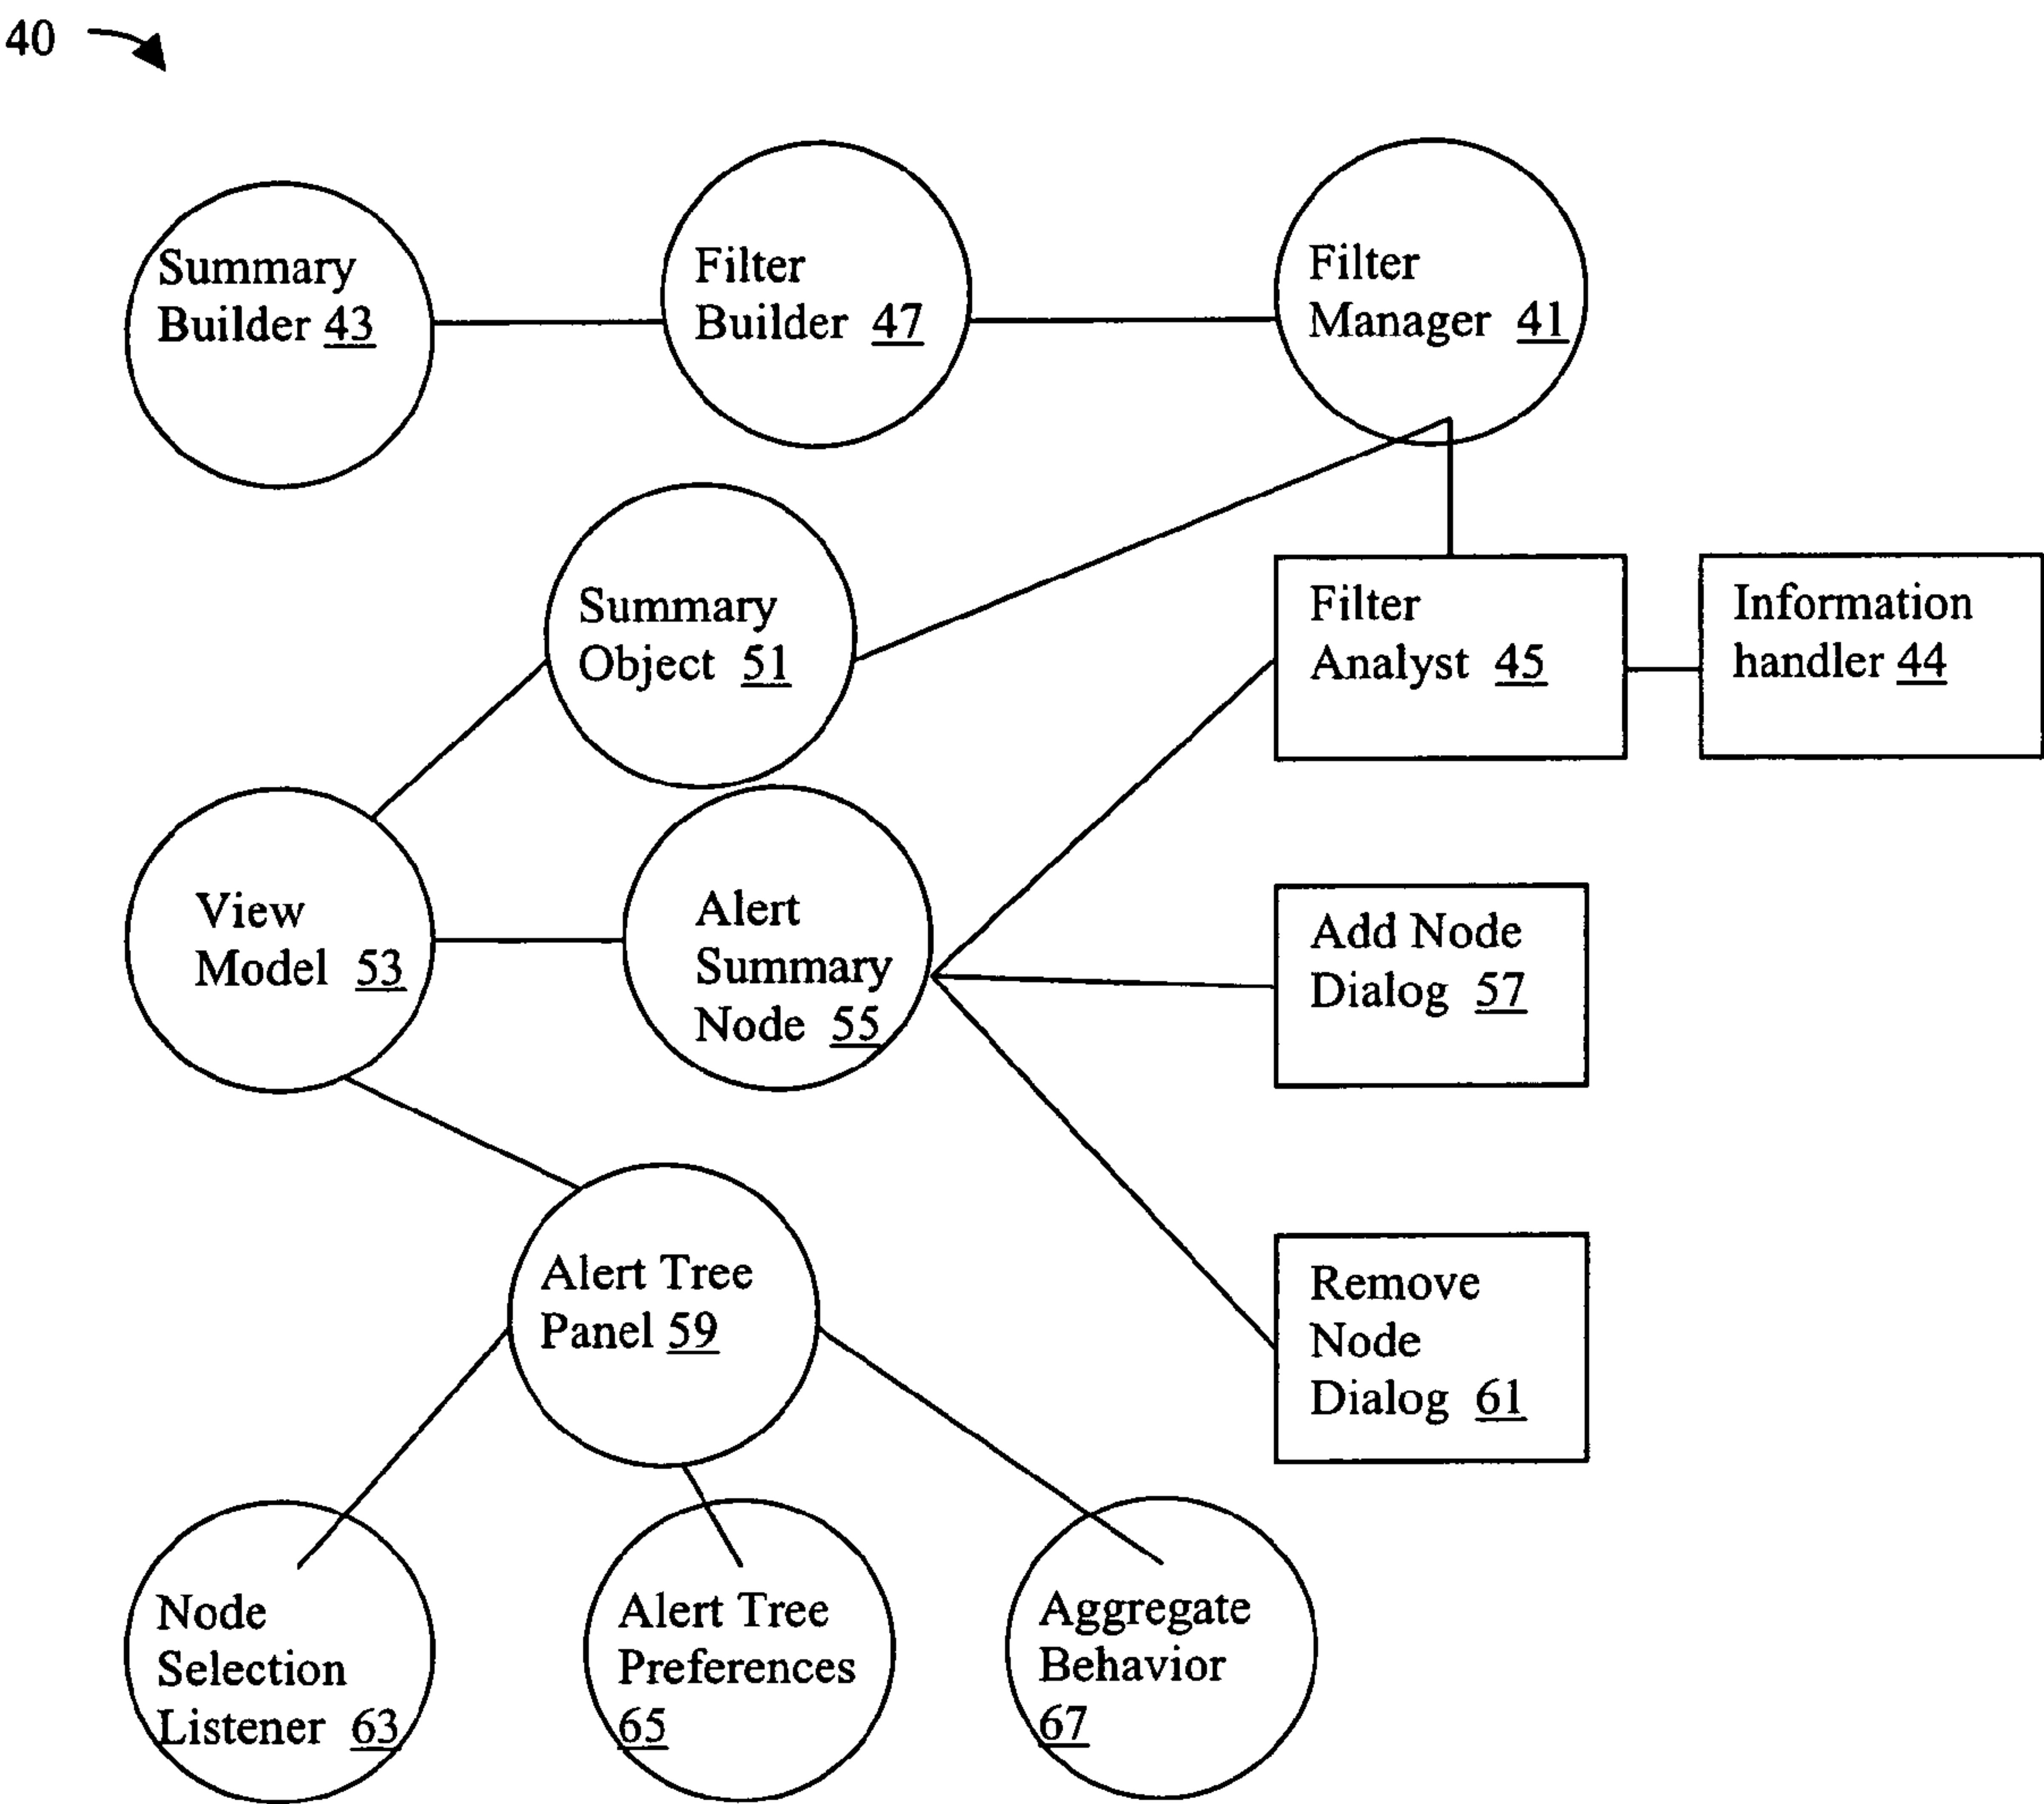 40
Summary
Builder 43
Filter
Builder 47
Filter
Manager 41
Summary
Object 51
Filter
Analyst 45
Information
handler 44
View
Model 53
Alert
Summary
Node 55
Add Node
Dialog 57
Alert Tree
Panel 59
Remove
Node
Dialog 61
Node
Selection
Listener 63
Alert Tree
Preferences
65
Aggregate
Behavior
67